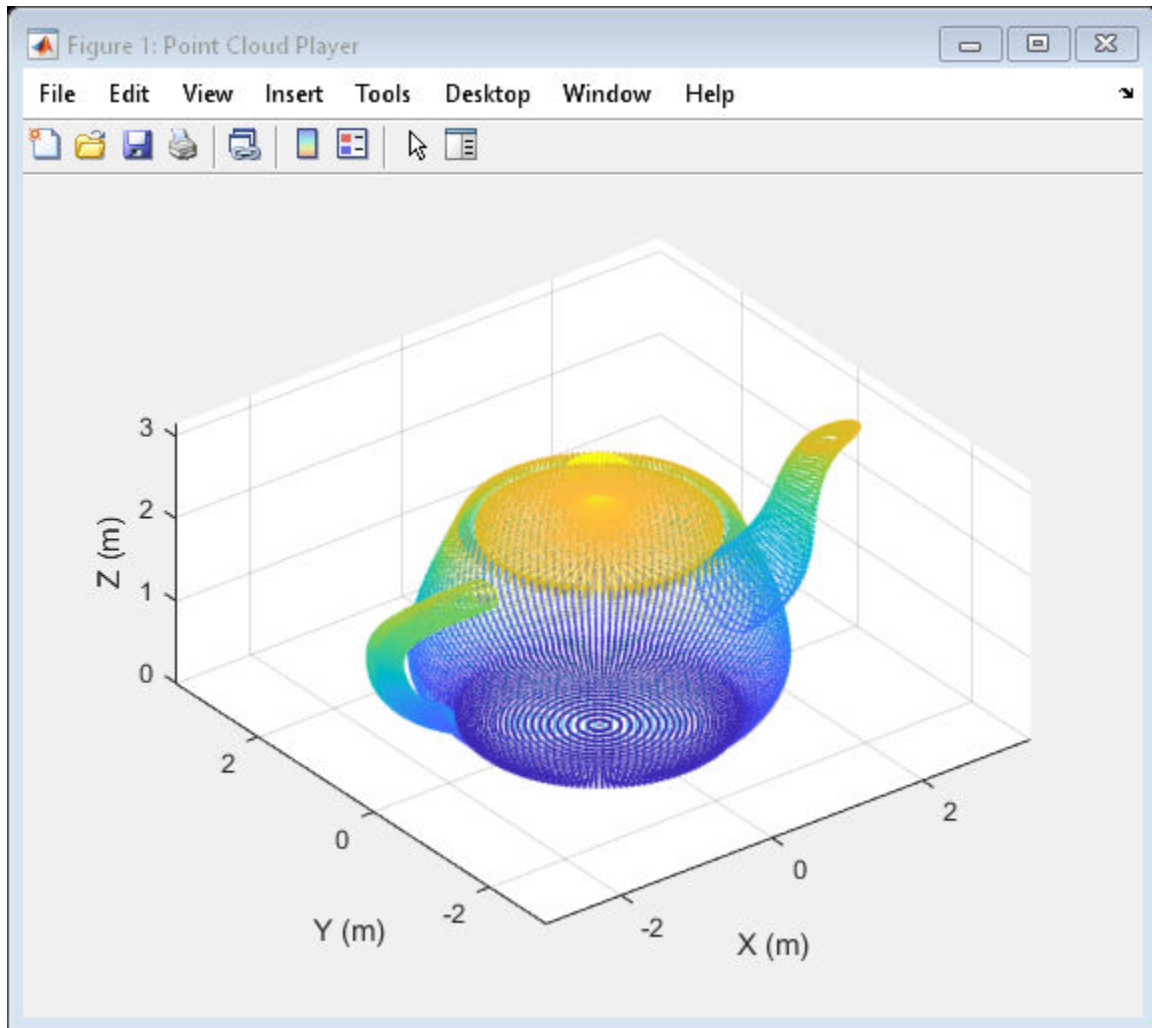 Figure 1: Point Cloud Player
File Edit View Insert Tools Desktop Window Help
3
2
1
0
Z (m)
2
0
-2
Y (m)
-2
0
2
X (m)